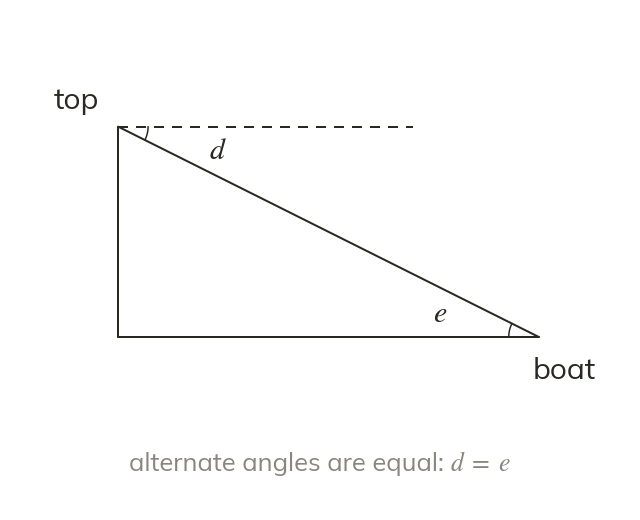 top
d
e
boat
alternate angles are equal: d = e